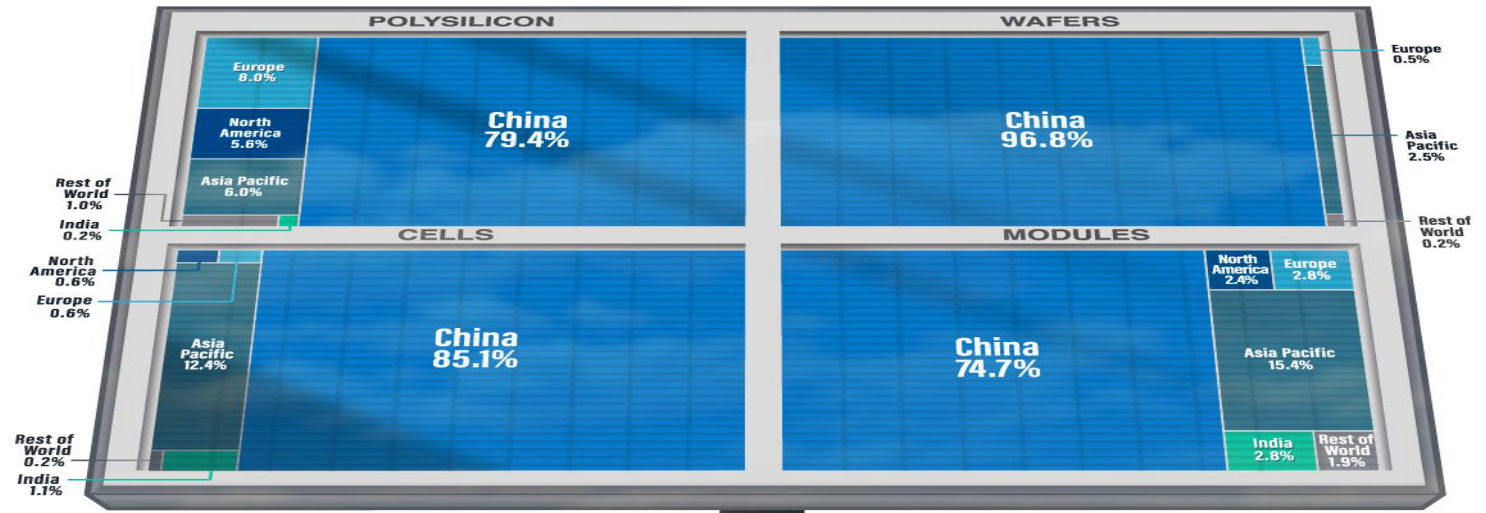 POLYSILICON
Europe
8.0%
North
America
5.6%
Asia Pacific
6.0%
Rest of
World
1.0%
India
0.2%
China
79.4%
WAFERS
China
96.8%
Europe
0.5%
Asia
Pacific
2.5%
Rest of
World
0.2%
CELLS
North
America
0.6%
Europe
0.6%
Asia
Pacific
12.4%
Rest of
World
0.2%
India
1.1%
China
85.1%
MODULES
China
74.7%
North
America
2.4%
Europe
2.8%
Asia Pacific
15.4%
India
2.8%
Rest of
World
1.9%